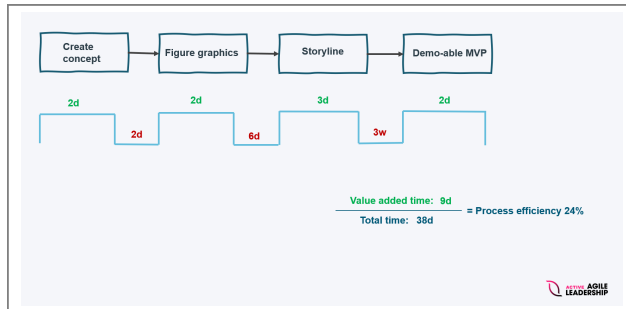 Create
concept
Figure graphics
Storyline
Demo-able MVP
2d
2d
3d
2d
2d
6d
3w
Value added time: 9d
= Process efficiency 24%
Total time: 38d
ACTIVE AGILE
LEADERSHIP